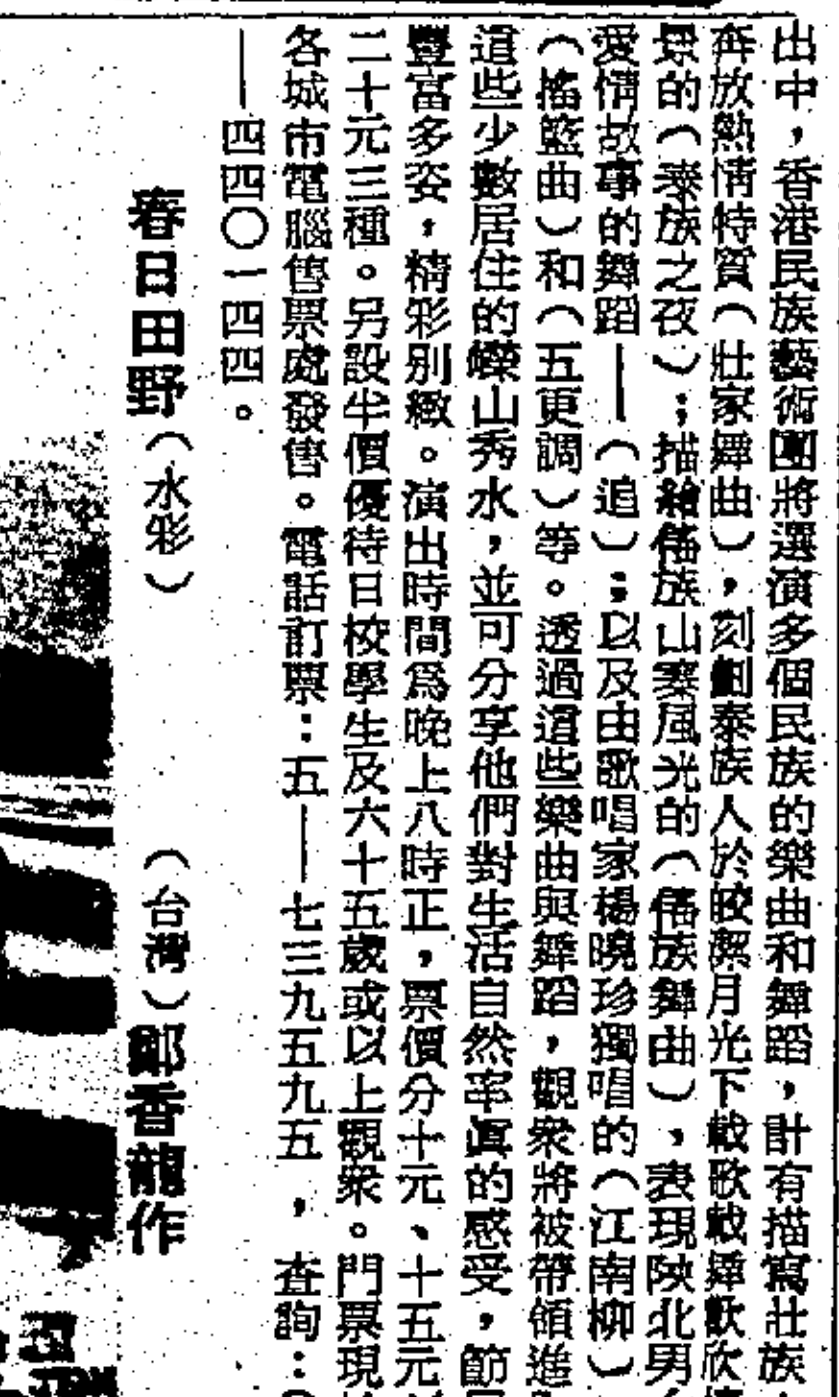 出中，香港民族藝術團將選演多個民族的樂曲和舞蹈，計有描寫壯族
奔放熱情特質（壯家舞曲），刻劃泰族人於皎潔月光下載歌載舞歡欣
景的（泰族之夜）；描繪傜族山寨風光的（傜族舞曲），表現陝北男
愛情故事的舞蹈——（追）；以及由歌唱家楊曉珍獨唱的（江南柳）
（搖籃曲）和（五更調）等。透過這些樂曲與舞蹈，觀衆將被帶領進
這些少數居住的嶸山秀水，並可分享他們對生活自然率眞的感受，節
豐富多姿，精彩別緻。演出時間爲晚上八時正，票價分十元、十五元
二十元三種。另設半價優待日校學生及六十五歲或以上觀衆。門票現
各城市電腦售票處發售。電話訂票：五——七三九五九五，查詢：
——四四〇一四四。
春日田野（水彩）　（台灣）鄭香龍作